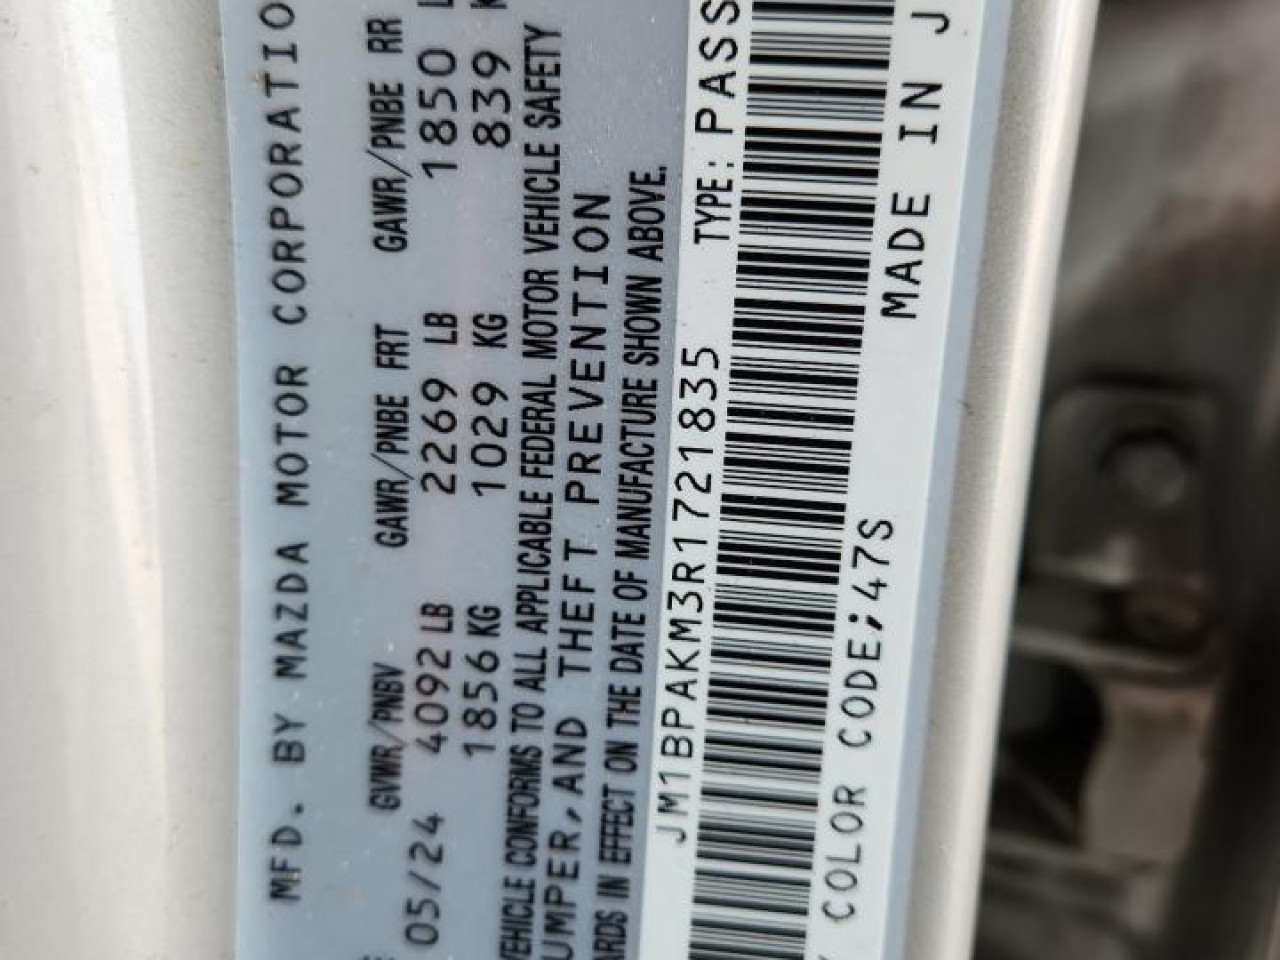 MFD. BY MAZDA MOTOR CORPORATIO
GVWR/PNBV GAWR/PNBE FRT GAWR/PNBE RR
05/24 4092 LB 2269 LB 1850 L
1856 KG 1029 KG 839 K
VEHICLE CONFORMS TO ALL APPLICABLE FEDERAL MOTOR VEHICLE SAFETY
UMPER, AND THEFT PREVENTION
ARDS IN EFFECT ON THE DATE OF MANUFACTURE SHOWN ABOVE.
JM1BPAKM3R1721835 TYPE: PASS
COLOR CODE;47S MADE IN J